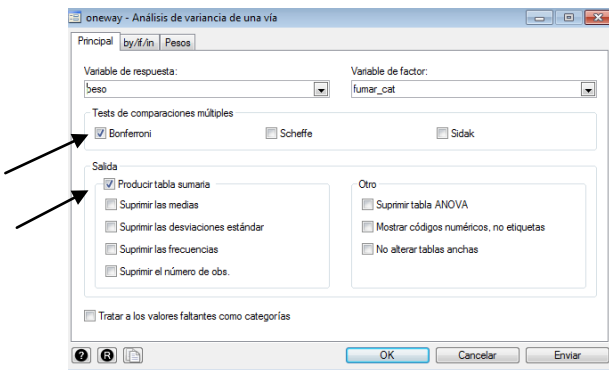 oneway - Análisis de varianza de una vía
Principal by/if/in Pesos
Variable de respuesta: Variable de factor:
peso fumar_cat
Tests de comparaciones múltiples
Bonferroni Scheffe Sidak
Salida
Producir tabla sumaria Otro
Suprimir las medias Suprimir tabla ANOVA
Suprimir las desviaciones estándar Mostrar códigos numéricos, no etiquetas
Suprimir las frecuencias No alterar tablas anchas
Suprimir el número de obs.
Tratar a los valores faltantes como categorías
? R OK Cancelar Enviar